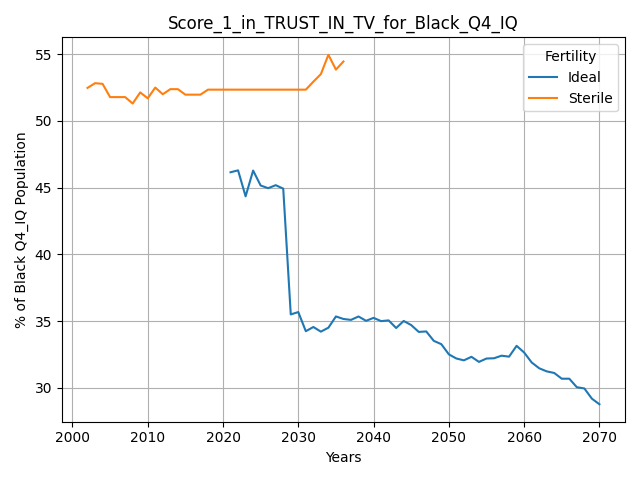 Score_1_in_TRUST_IN_TV_for_Black_Q4_IQ
Fertility
Ideal
Sterile
% of Black Q4_IQ Population
55
50
45
40
35
30
2000 2010 2020 2030 2040 2050 2060 2070
Years